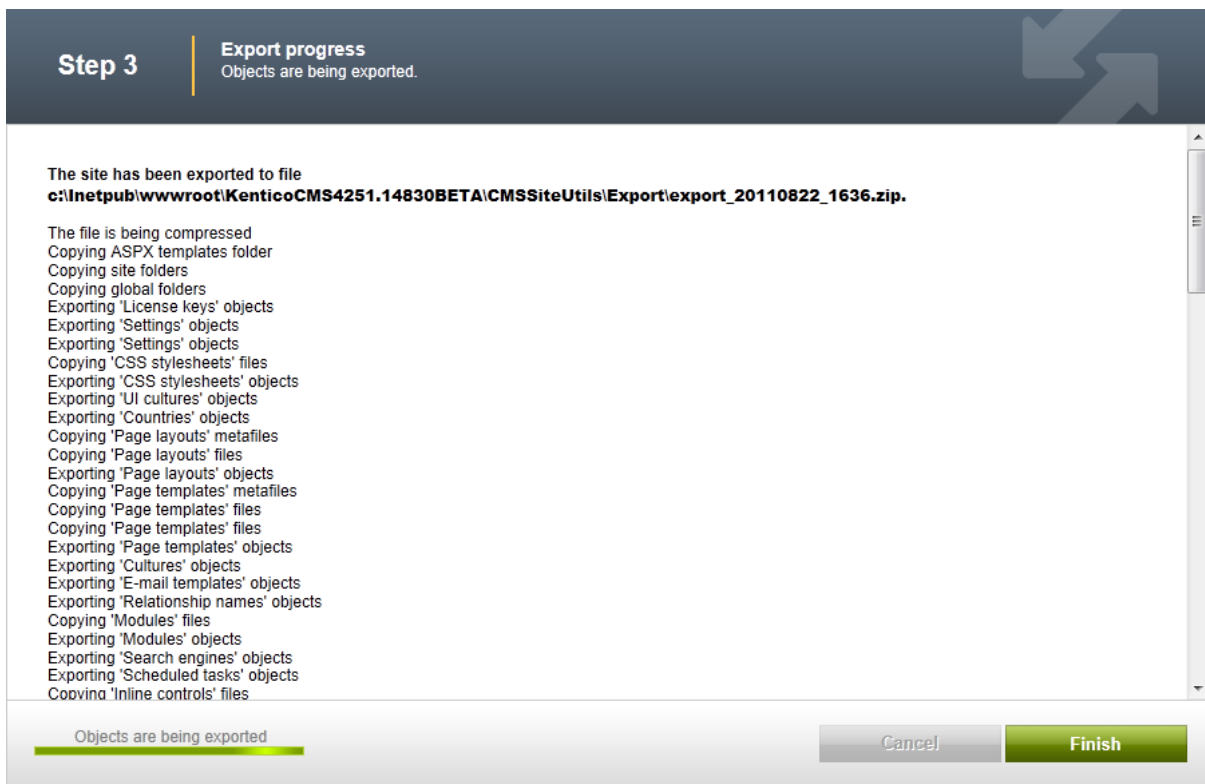 Step 3
Export progress
Objects are being exported.
The site has been exported to file
c:\Inetpub\wwwroot\KenticoCMS4251.14830BETA\CMSSiteUtils\Export\export_20110822_1636.zip.
The file is being compressed
Copying ASPX templates folder
Copying site folders
Copying global folders
Exporting 'License keys' objects
Exporting 'Settings' objects
Exporting 'Settings' objects
Copying 'CSS stylesheets' files
Exporting 'CSS stylesheets' objects
Exporting 'UI cultures' objects
Exporting 'Countries' objects
Copying 'Page layouts' metafiles
Copying 'Page layouts' files
Exporting 'Page layouts' objects
Copying 'Page templates' metafiles
Copying 'Page templates' files
Copying 'Page templates' files
Exporting 'Page templates' objects
Exporting 'Cultures' objects
Exporting 'E-mail templates' objects
Exporting 'Relationship names' objects
Copying 'Modules' files
Exporting 'Modules' objects
Exporting 'Search engines' objects
Exporting 'Scheduled tasks' objects
Copying 'Inline controls' files
Objects are being exported
Cancel
Finish